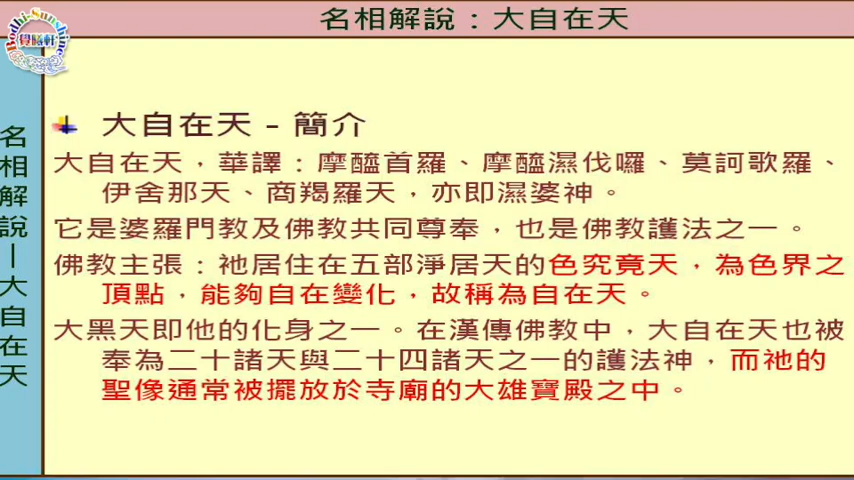 名相解說：大自在天
Bodhi-Sunshine
覺曦軒
名相解說－大自在天
大自在天－簡介
大自在天，華譯：摩醯首羅、摩醯濕伐囉、莫訶歌羅、
伊舍那天、商羯羅天，亦即濕婆神。
它是婆羅門教及佛教共同尊奉，也是佛教護法之一。
佛教主張：祂居住在五部淨居天的色究竟天，為色界之
頂點，能夠自在變化，故稱為自在天。
大黑天即他的化身之一。在漢傳佛教中，大自在天也被
奉為二十諸天與二十四諸天之一的護法神，而祂的
聖像通常被擺放於寺廟的大雄寶殿之中。